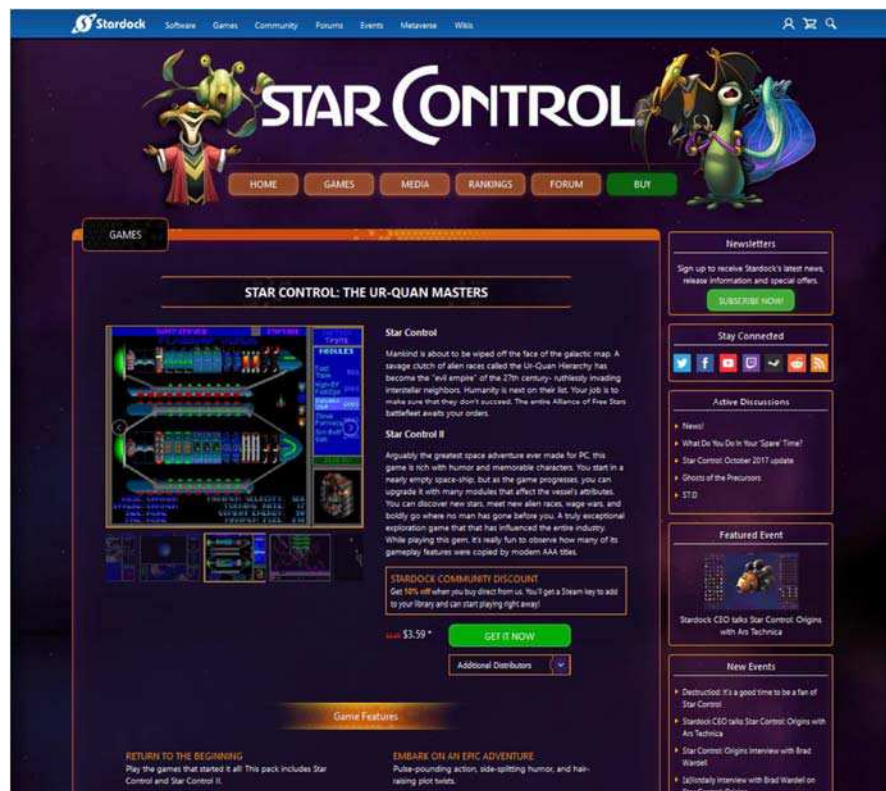 Stardock
Software Games Community Forums Events Metaverse Wikis
STAR CONTROL
HOME GAMES MEDIA RANKINGS FORUM BUY
GAMES
STAR CONTROL: THE UR-QUAN MASTERS
MODULES
Star Control
Mankind is about to be wiped off the face of the galactic map. A
savage clutch of alien races called the Ur-Quan Hierarchy has
become the "evil empire" of the 27th century- ruthlessly invading
interstellar neighbors. Humanity is next on their list. Your job is to
make sure that they don't succeed. The entire Alliance of Free Stars
battlefleet awaits your orders.
Star Control II
Arguably the greatest space adventure ever made for PC, this
game is rich with humor and memorable characters. You start in a
nearly empty space-ship, but as the game progresses, you can
upgrade it with many modules that affect the vessel's attributes.
You can discover new stars, meet new alien races, wage wars, and
boldly go where no man has gone before you. A truly exceptional
exploration game that that has influenced the entire industry.
While playing this gem, it's really fun to observe how many of its
gameplay features were copied by modern AAA titles.
STARDOCK COMMUNITY DISCOUNT
Get 10% off when you buy direct from us. You'll get a Steam key to add
to your library and can start playing right away!
$3.59 *
GET IT NOW
Additional Distributors
Game Features
RETURN TO THE BEGINNING
Play the games that started it all! This pack includes Star
Control and Star Control II.
EMBARK ON AN EPIC ADVENTURE
Pulse-pounding action, side-splitting humor, and hair-
raising plot twists.
Newsletters
Sign up to receive Stardock's latest news,
release information and special offers.
SUBSCRIBE NOW!
Stay Connected
Active Discussions
News!
What Do You Do In Your 'Spare' Time?
Star Control: October 2017 update
Ghosts of the Precursors
ST:D
Featured Event
Stardock CEO talks Star Control: Origins
with Ars Technica
New Events
Destructiod: It's a good time to be a fan of
Star Control
Stardock CEO talks Star Control: Origins with
Ars Technica
Star Control: Origins Interview with Brad
Wardell
[a]listdaily interview with Brad Wardell on